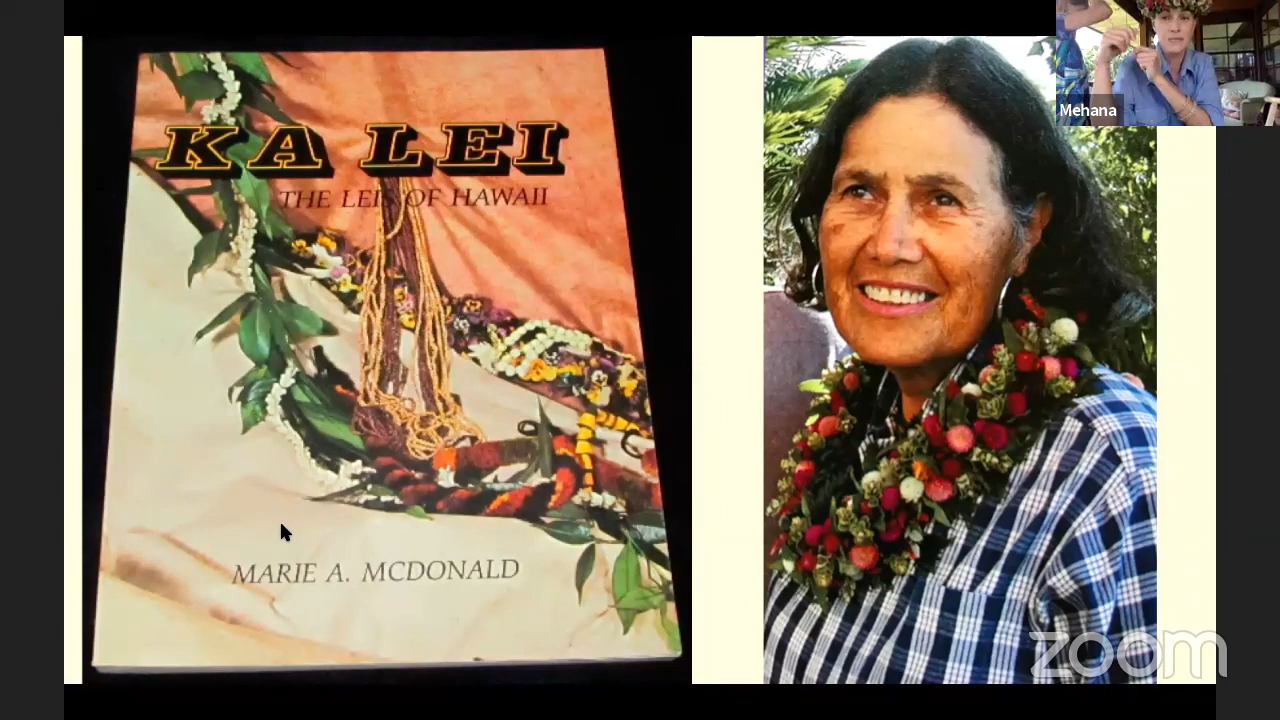 KA LEI
THE LEIS OF HAWAII
MARIE A. MCDONALD
Mehana
zoom